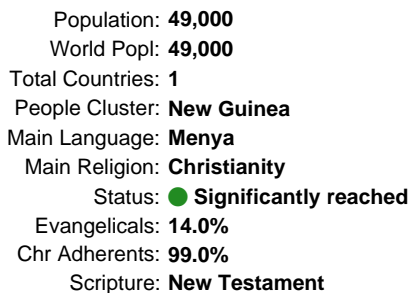 Population: 49,000
World Popl: 49,000
Total Countries: 1
People Cluster: New Guinea
Main Language: Menya
Main Religion: Christianity
Status: Significantly reached
Evangelicals: 14.0%
Chr Adherents: 99.0%
Scripture: New Testament